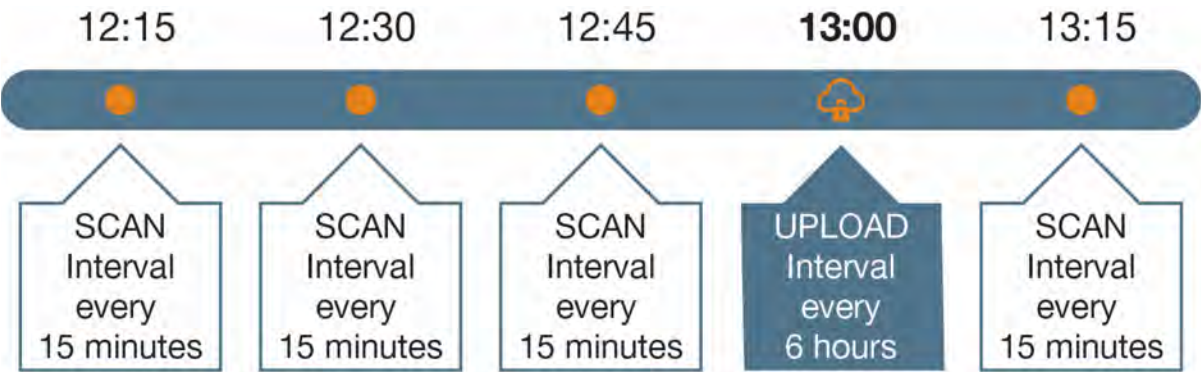 12:15
12:30
12:45
13:00
13:15
SCAN
Interval
every
15 minutes
SCAN
Interval
every
15 minutes
SCAN
Interval
every
15 minutes
UPLOAD
Interval
every
6 hours
SCAN
Interval
every
15 minutes